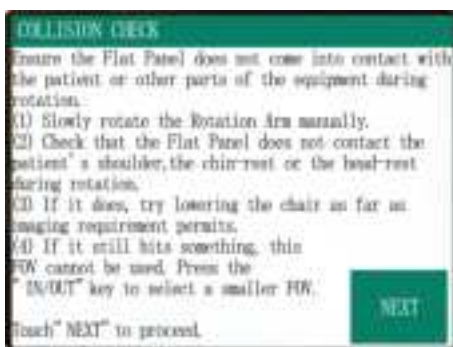 COLLISION CHECK
Ensure the Flat Panel does not come into contact with
the patient or other parts of the equipment during
rotation.
(1) Slowly rotate the Rotation Arm manually.
(2) Check that the Flat Panel does not contact the
patient's shoulder,the chin-rest or the head-rest
during rotation.
(3) If it does, try lowering the chair as far as
imaging requirement permits.
(4) If it still hits something, this
FOV cannot be used. Press the
"IN/OUT" key to select a smaller FOV.
Touch "NEXT" to proceed.
NEXT